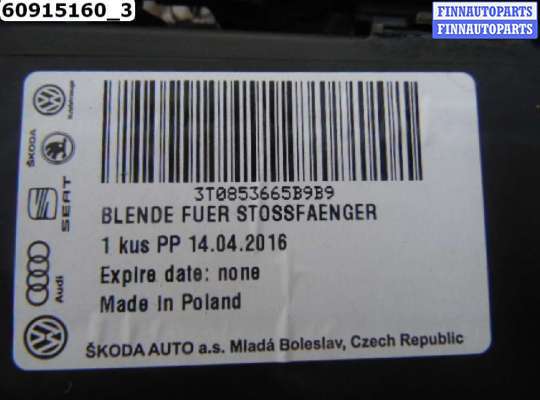 60915160_3
FINNAUTOPARTS
FINNAUTOPARTS
FINNAUTOPARTS
3T0853665B9B9
BLENDE FUER STOSSFAENGER
1 kus PP 14.04.2016
Expire date: none
Made in Poland
ŠKODA AUTO a.s. Mladá Boleslav, Czech Republic
ŠKODA
SEAT
Audi